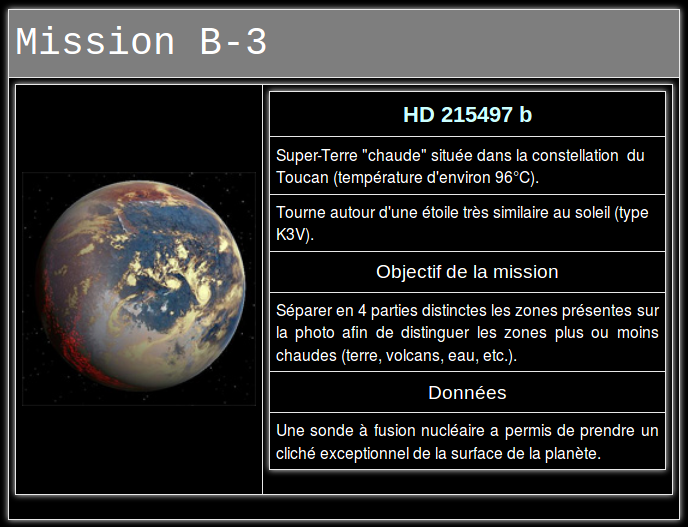 Mission B-3
HD 215497 b
Super-Terre "chaude" située dans la constellation  du
Toucan (température d'environ 96°C).
Tourne autour d'une étoile très similaire au soleil (type
K3V).
Objectif de la mission
Séparer en 4 parties distinctes les zones présentes sur
la photo afin de distinguer les zones plus ou moins
chaudes (terre, volcans, eau, etc.).
Données
Une sonde à fusion nucléaire a permis de prendre un
cliché exceptionnel de la surface de la planète.